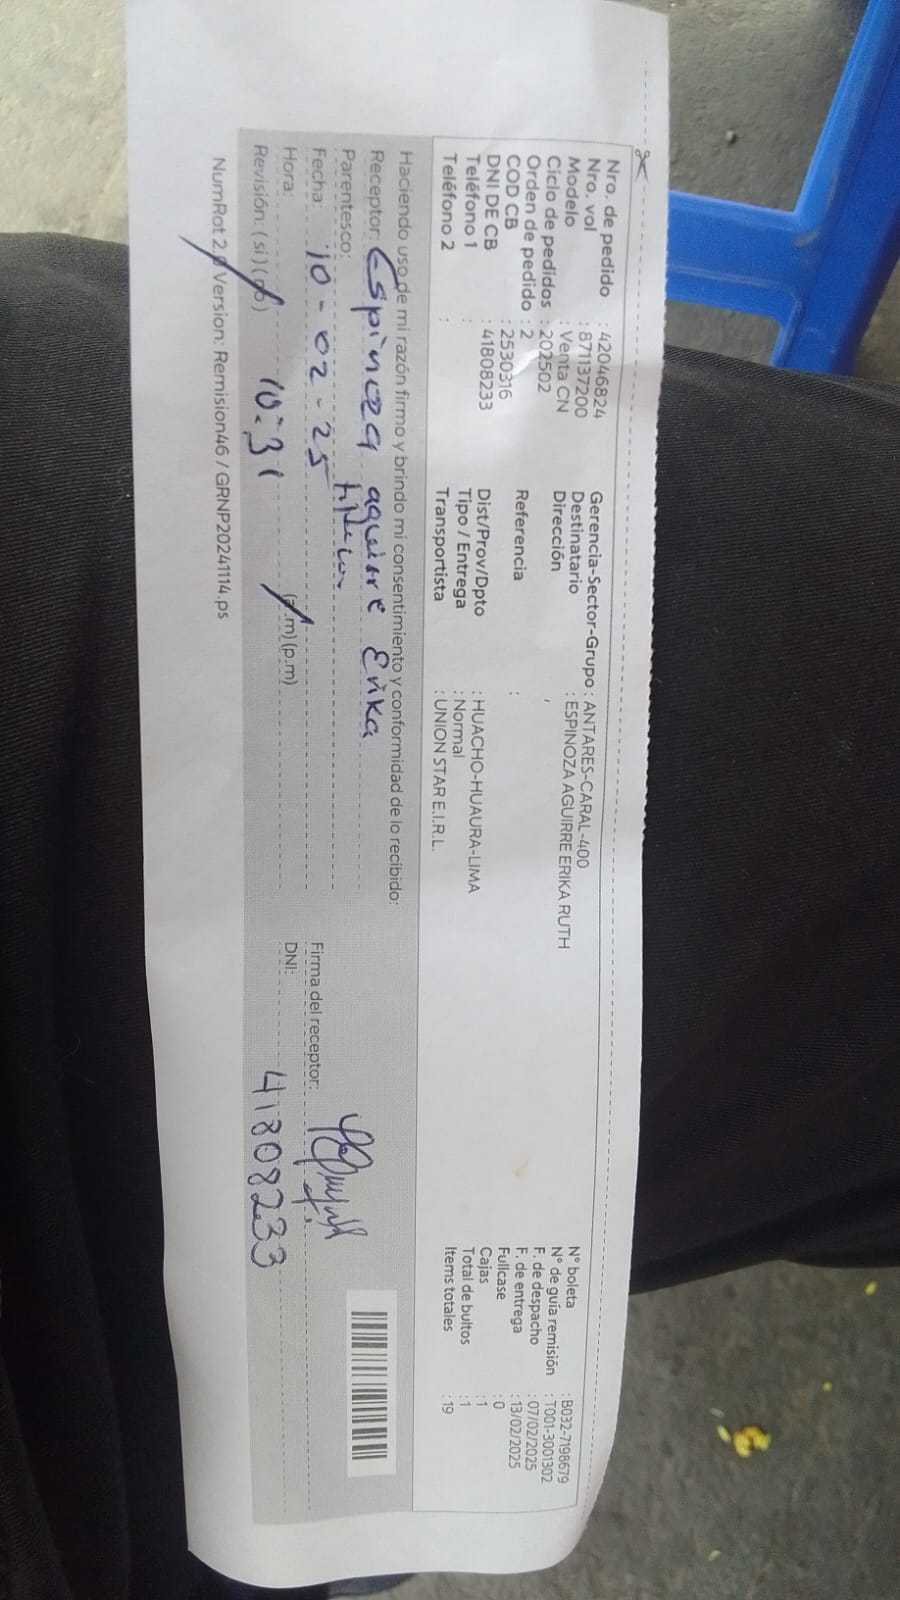 Nro. de pedido : 42046824
Nro. vol : 871137200
Modelo : Venta CN
Ciclo de pedidos : 202502
Orden de pedido : 2
COD CB : 2530316
DNI DE CB : 41808233
Teléfono 1 :
Teléfono 2 :
Gerencia-Sector-Grupo : ANTARES-CARAL-400
Destinatario : ESPINOZA AGUIRRE ERIKA RUTH
Dirección ,
Referencia :
Dist/Prov/Dpto : HUACHO-HUAURA-LIMA
Tipo / Entrega : Normal
Transportista : UNION STAR E.I.R.L.
N° boleta : B032-7198679
N° de guía remisión : T001-3001302
F. de despacho : 07/02/2025
F. de entrega : 13/02/2025
Fullcase : 0
Cajas : 1
Total de bultos : 1
Items totales : 19
Haciendo uso de mi razón firmo y brindo mi consentimiento y conformidad de lo recibido:
Receptor: Espinoza aguirre Erika
Parentesco:
Fecha: 10-02-25
Firma del receptor:
Hora: 10:31 (a.m) (p.m)
DNI: 41808233
Revisión: (si) (no)
NumRot 2.0 Version: Remision46 / GRNP20241114.ps